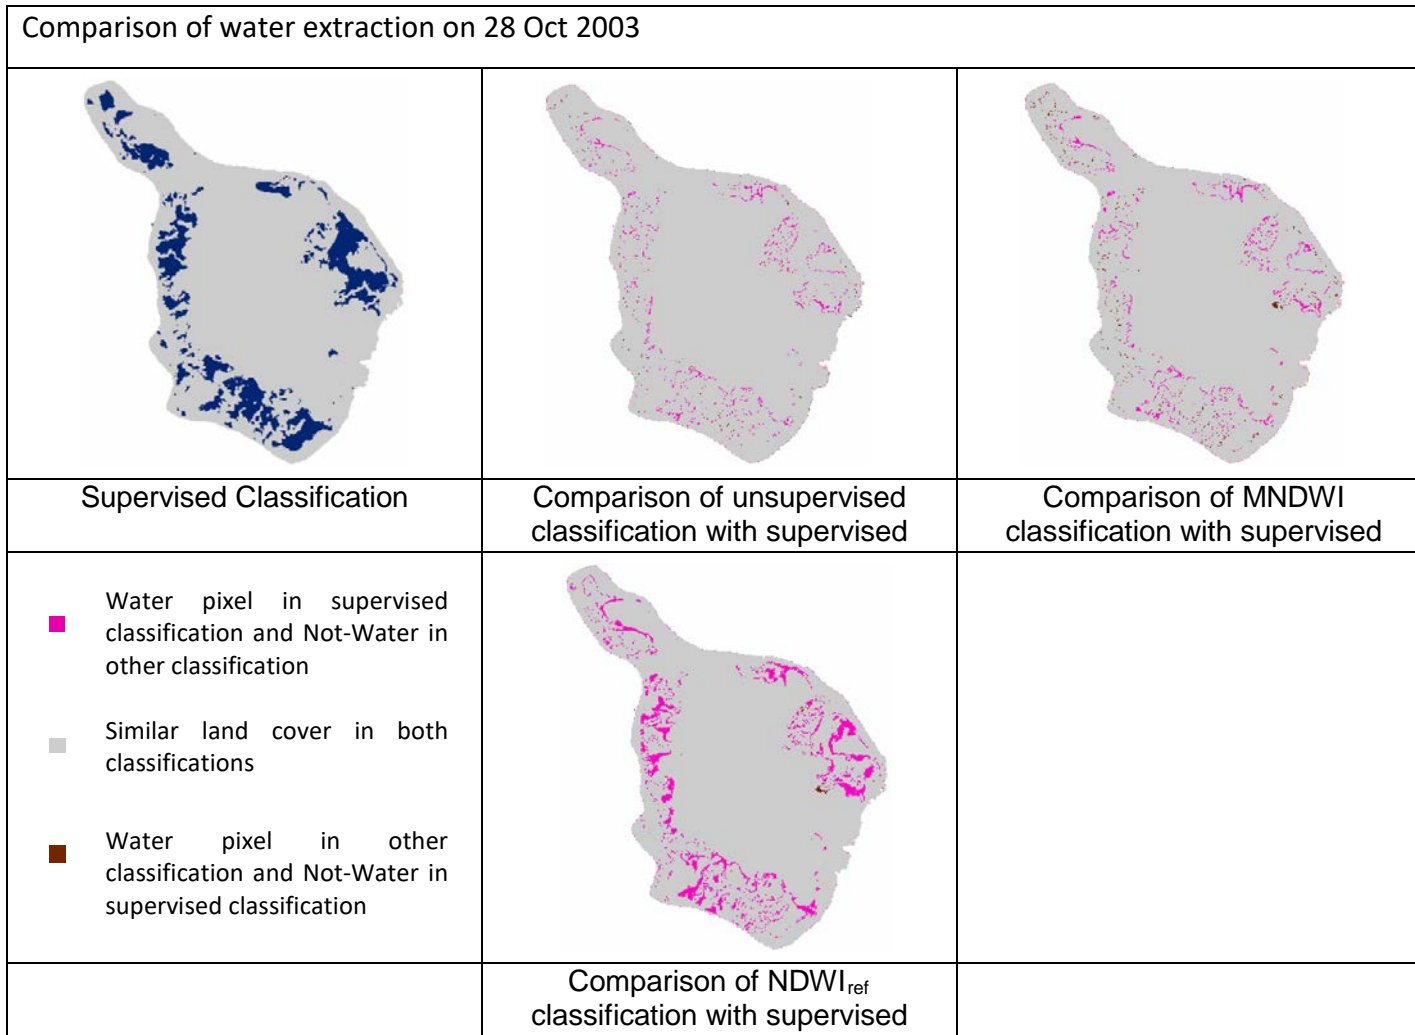 Comparison of water extraction on 28 Oct 2003
Supervised Classification
Comparison of unsupervised
classification with supervised
Comparison of MNDWI
classification with supervised
Water pixel in supervised
classification and Not-Water in
other classification
Similar land cover in both
classifications
Water pixel in other
classification and Not-Water in
supervised classification
Comparison of NDWIref
classification with supervised